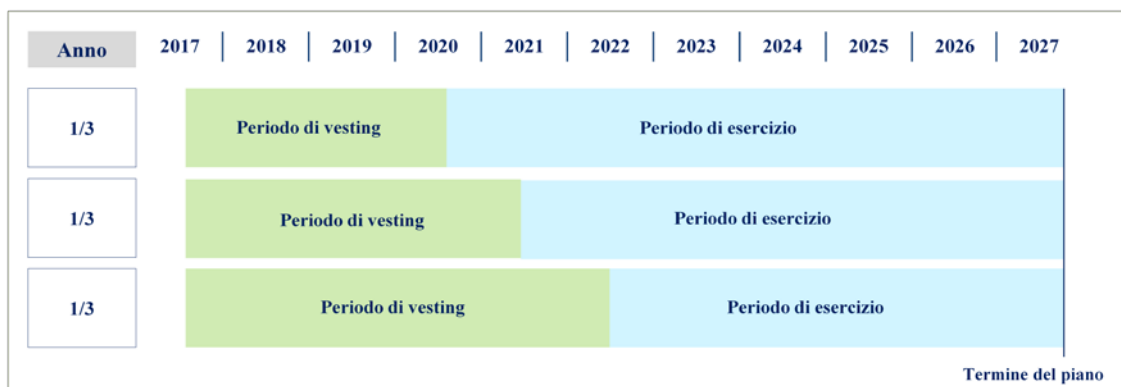 Anno 2017 2018 2019 2020 2021 2022 2023 2024 2025 2026 2027
1/3 Periodo di vesting Periodo di esercizio
1/3 Periodo di vesting Periodo di esercizio
1/3 Periodo di vesting Periodo di esercizio
Termine del piano